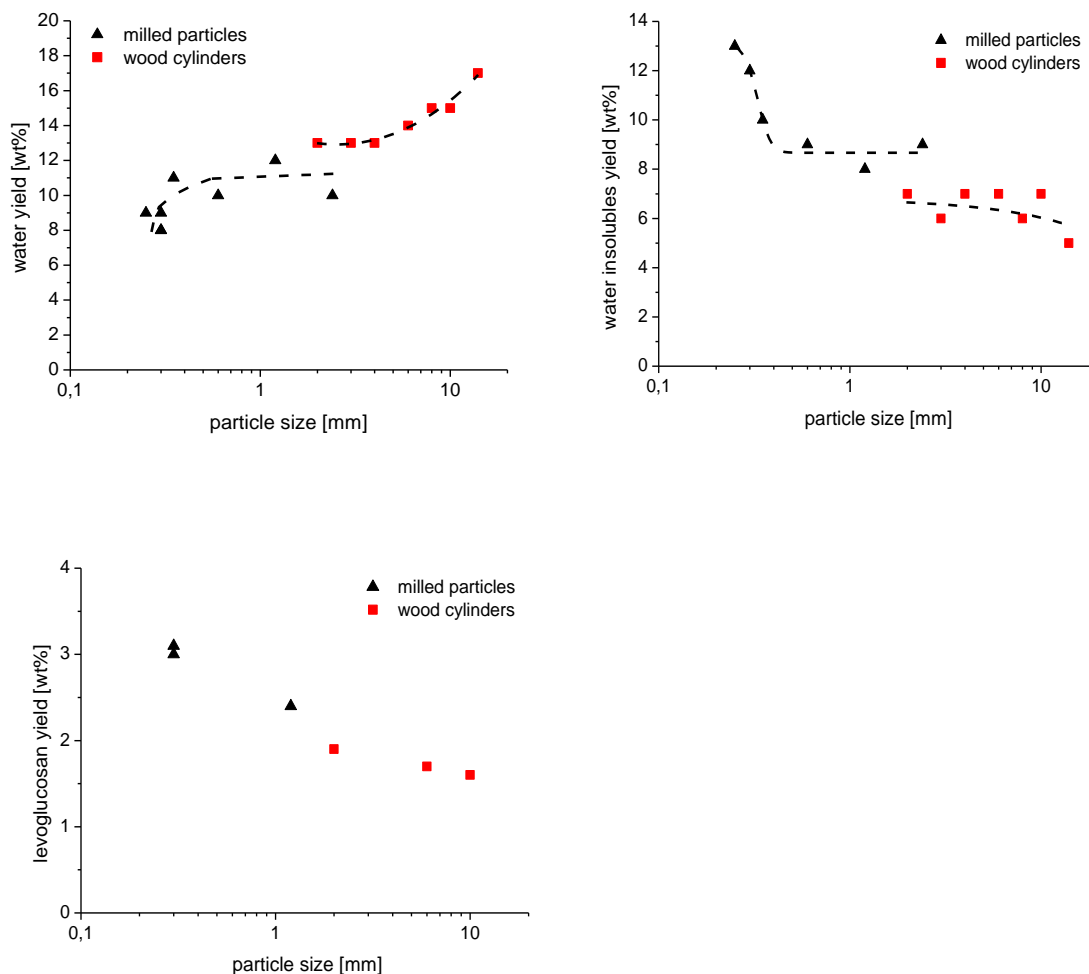 water yield [wt%]
20
18
16
14
12
10
8
6
4
2
0
milled particles
wood cylinders
0,1
1
10
particle size [mm]
water insolubles yield [wt%]
14
12
10
8
6
4
2
0
milled particles
wood cylinders
0,1
1
10
particle size [mm]
levoglucosan yield [wt%]
4
3
2
1
0
milled particles
wood cylinders
0,1
1
10
particle size [mm]